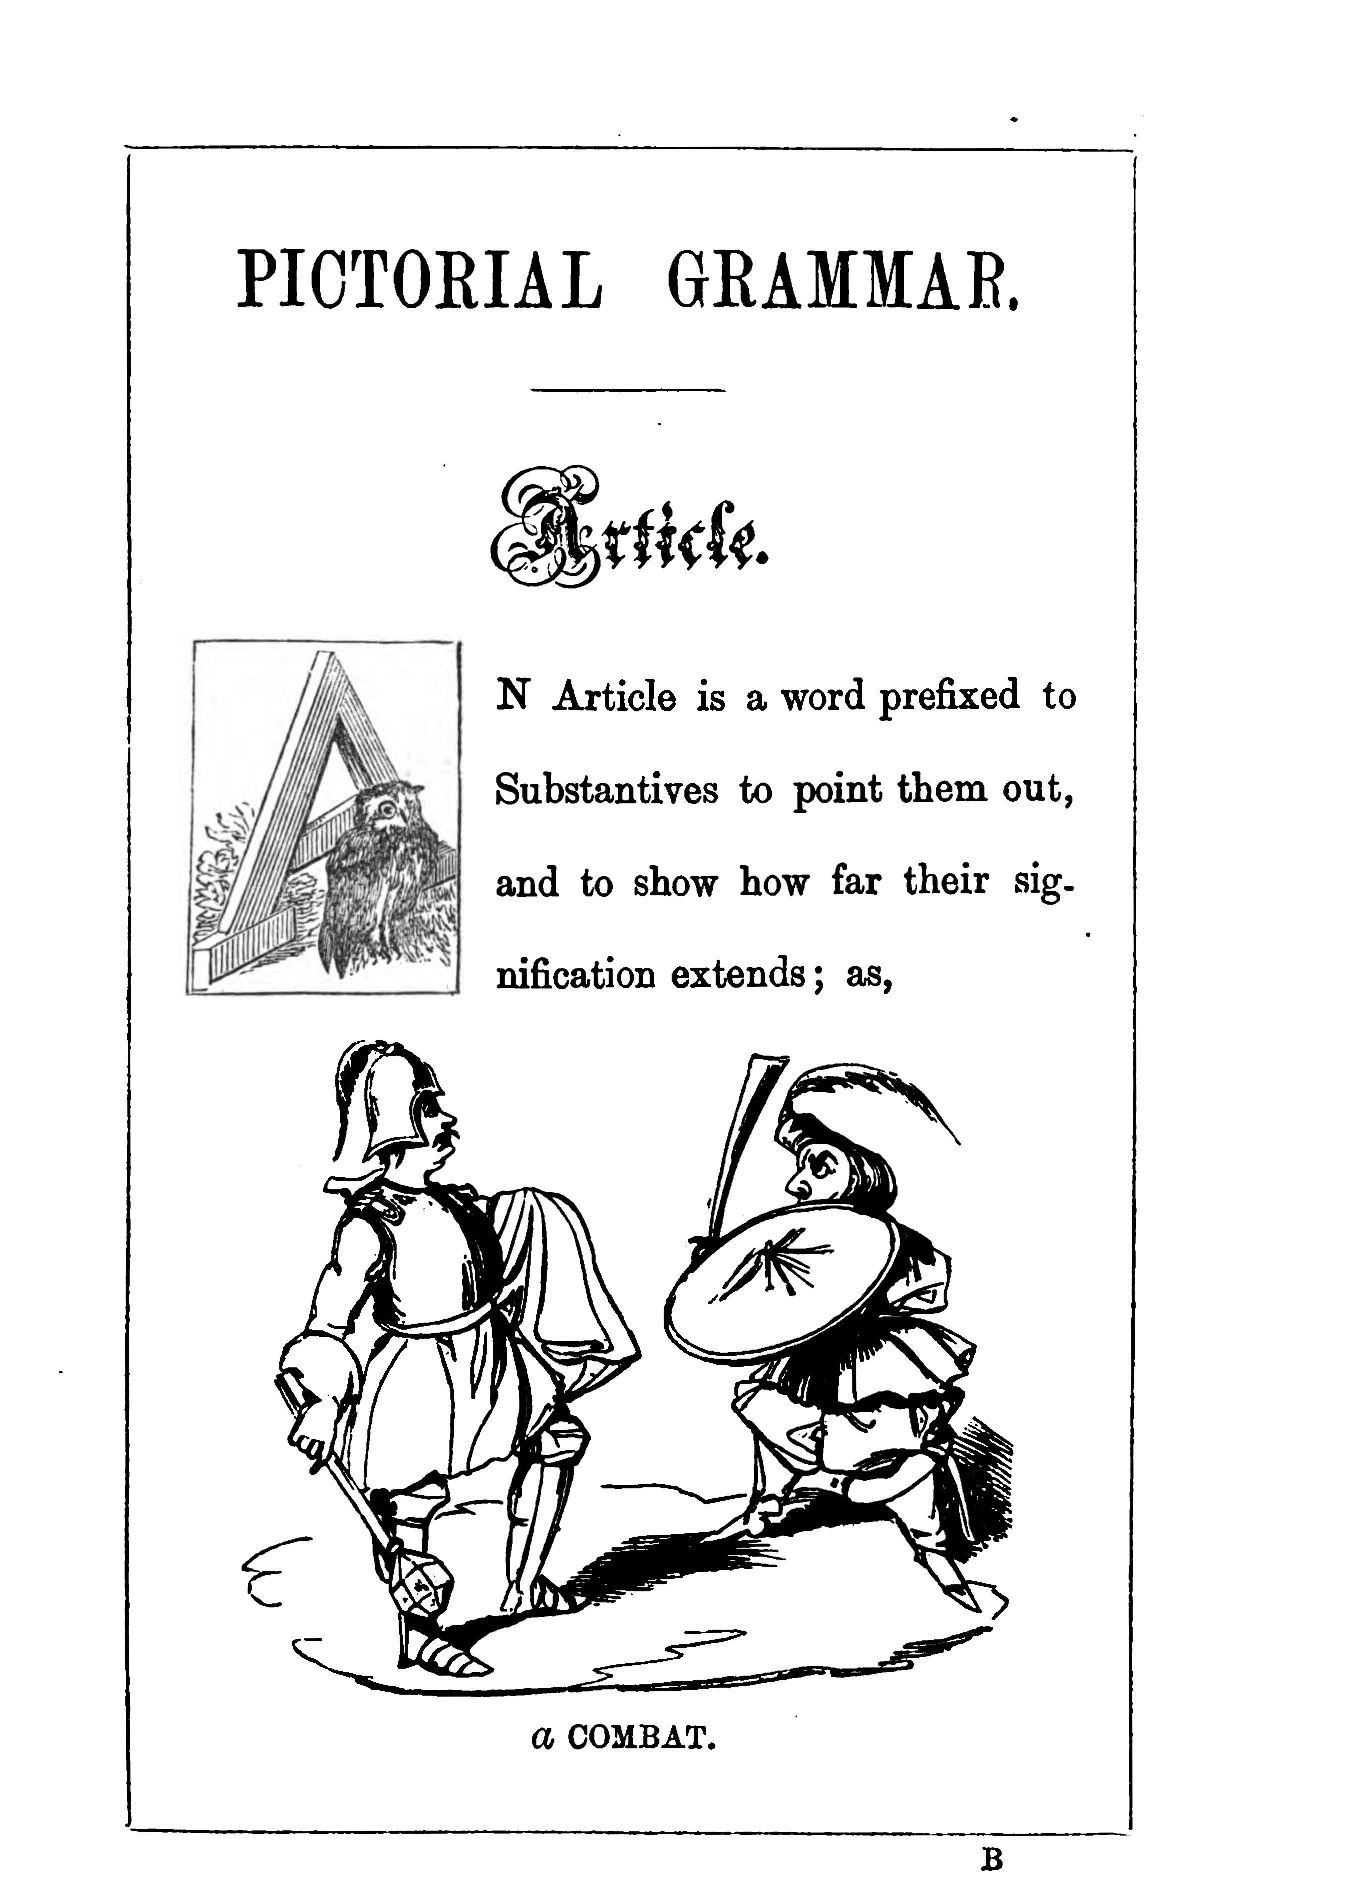 PICTORIAL GRAMMAR.
Article.
AN Article is a word prefixed to
Substantives to point them out,
and to show how far their sig-
nification extends; as,
a COMBAT.
B